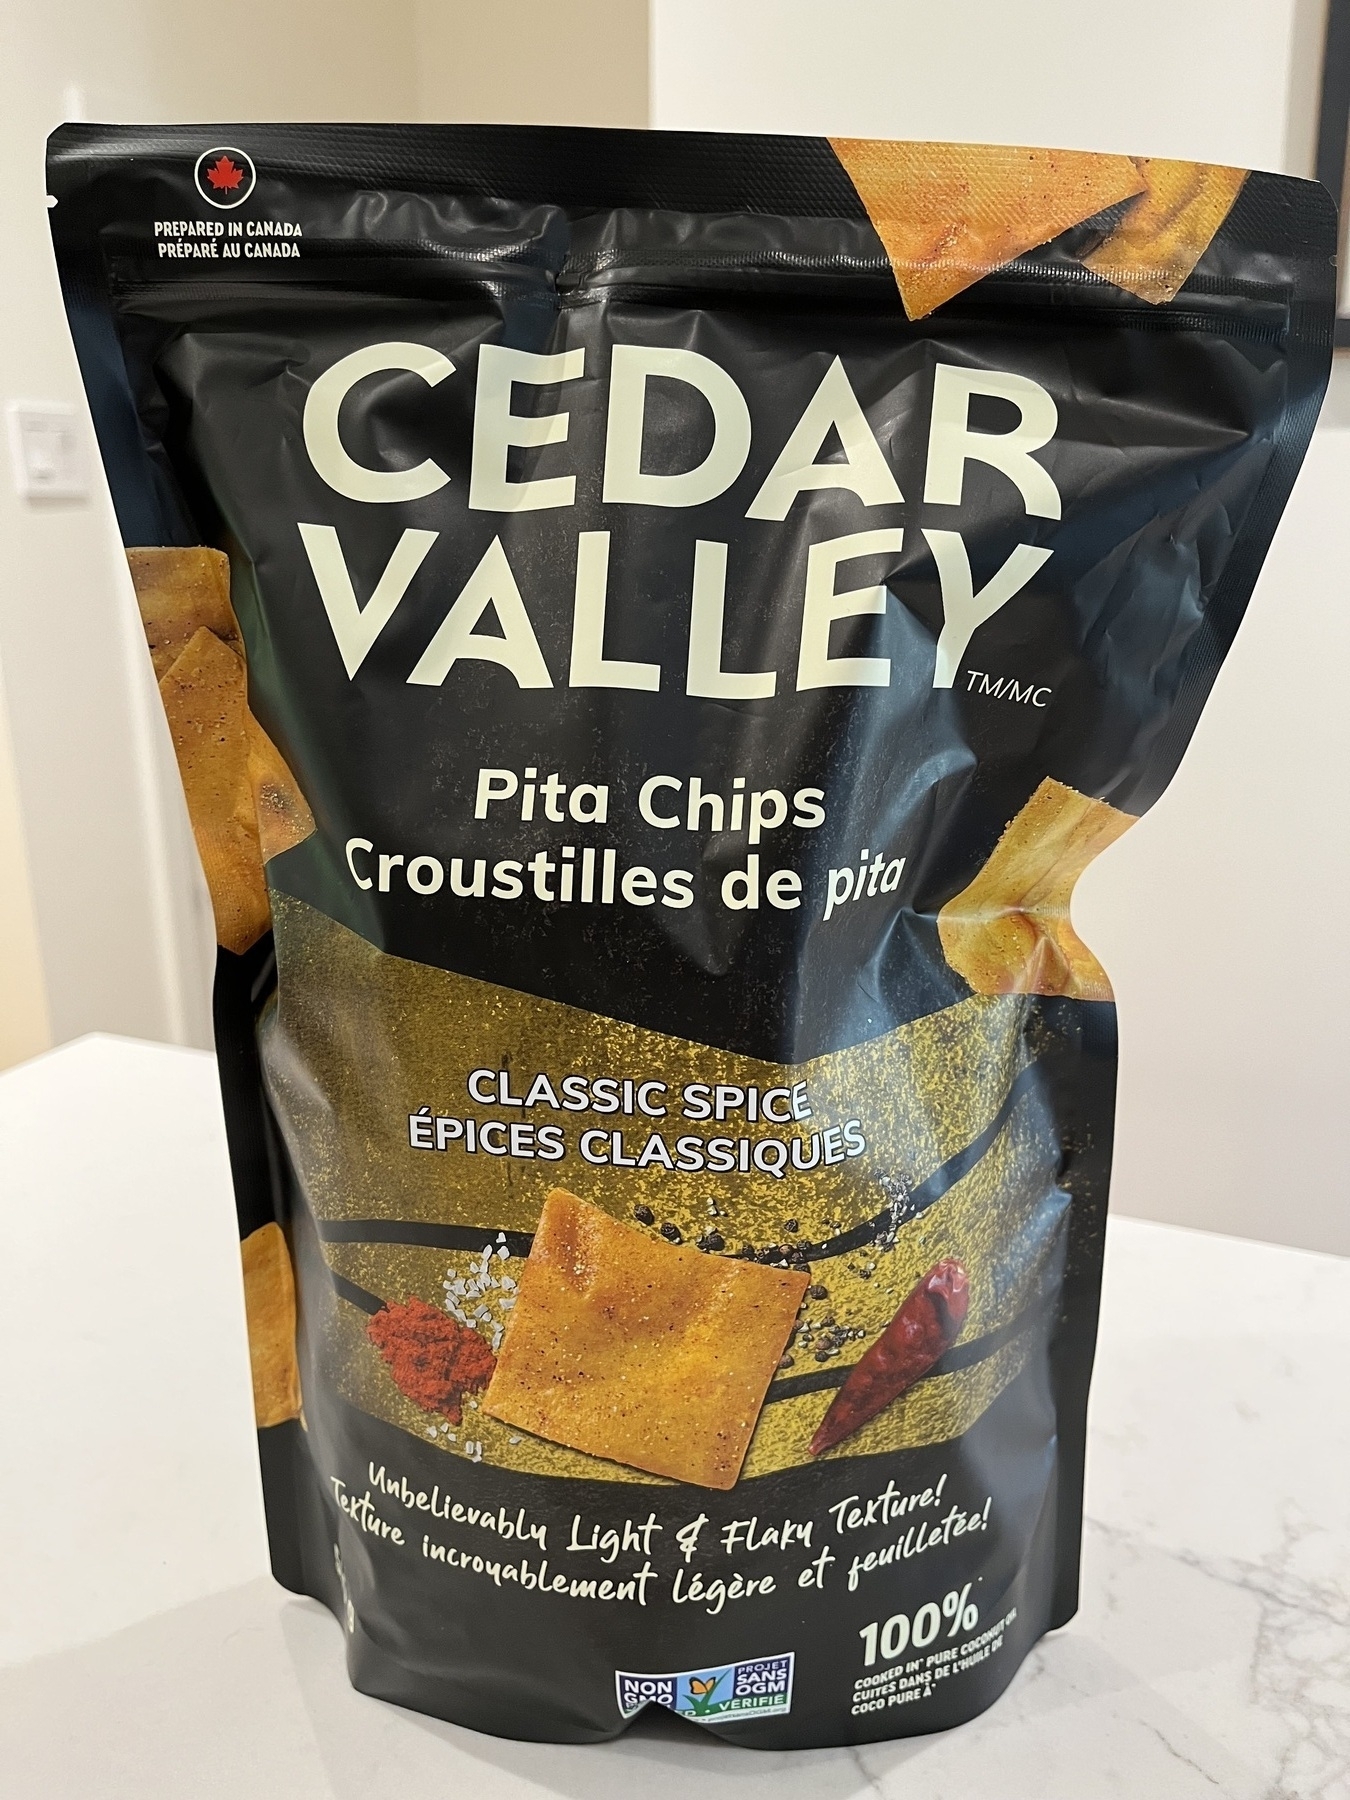 PREPARED IN CANADA
PRÉPARÉ AU CANADA
CEDAR
VALLEY
TM/MC
Pita Chips
Croustilles de pita
CLASSIC SPICE
ÉPICES CLASSIQUES
Unbelievably Light & Flaky Texture!
Texture incroyablement légère et feuilletée!
100%*
COOKED IN* PURE COCONUT OIL
CUITES DANS DE L'HUILE DE
COCO PURE À*
NON
GMO
PROJET
SANS
OGM
VÉRIFIÉ